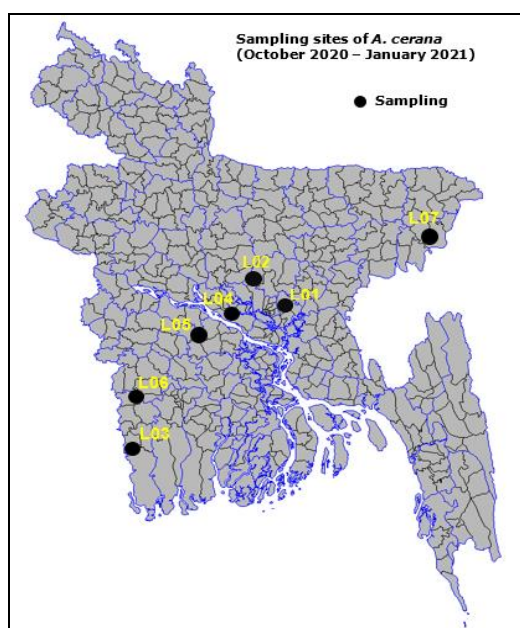 Sampling sites of A. cerana
(October 2020 – January 2021)
Sampling
L07
L02
L04
L01
L05
L06
L03